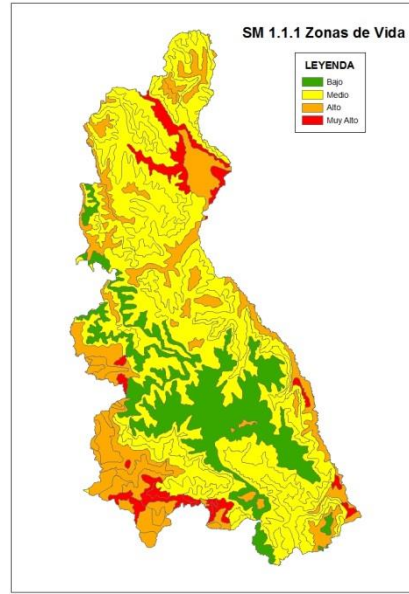 SM 1.1.1 Zonas de Vida
LEYENDA
Bajo
Medio
Alto
Muy Alto